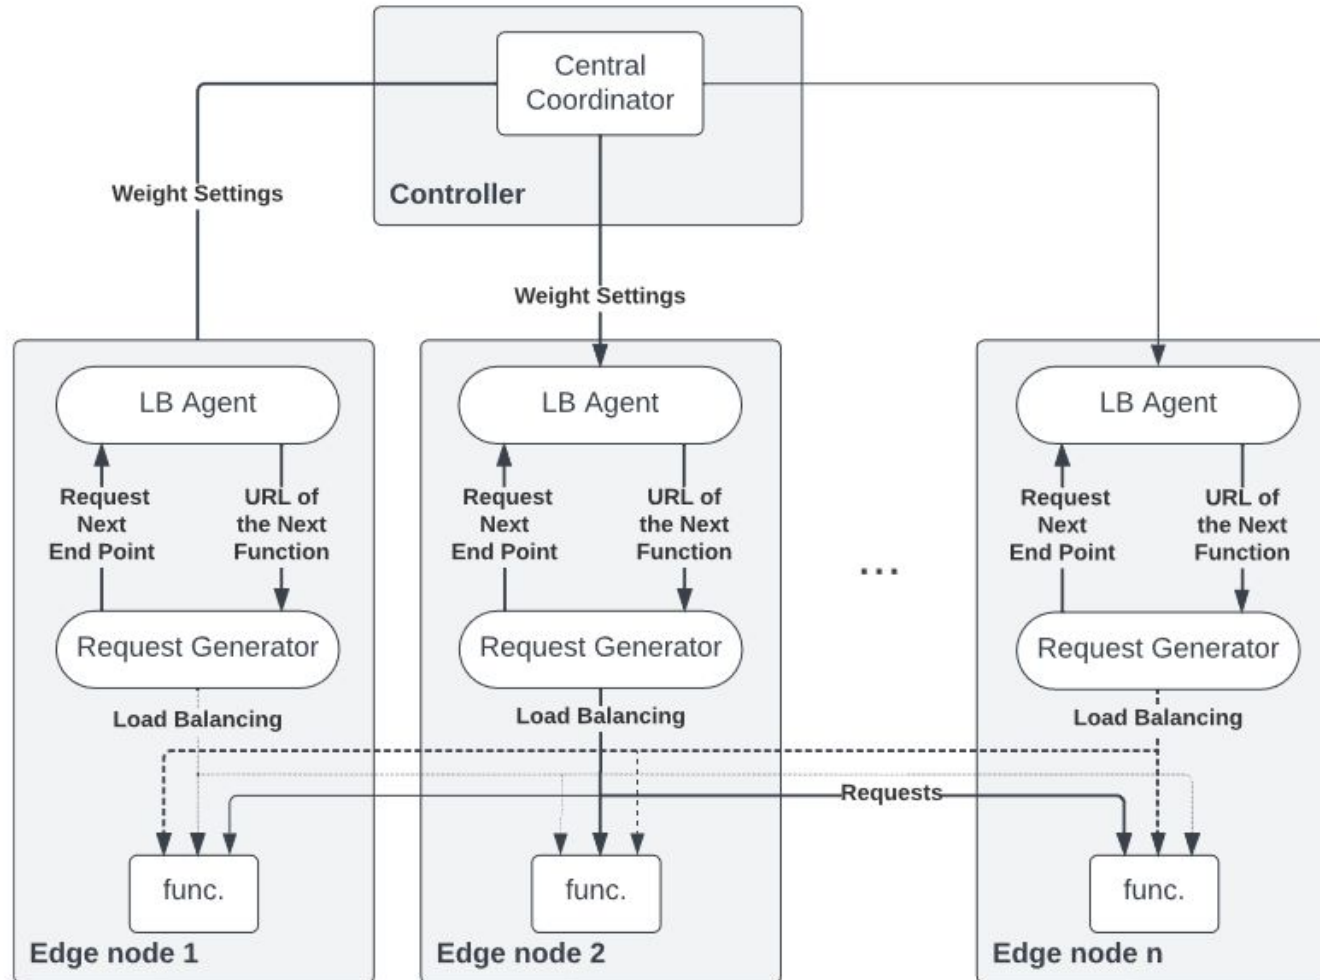 Central
Coordinator
Controller
Weight Settings
Weight Settings
LB Agent
Request
Next
End Point
URL of
the Next
Function
Request Generator
Load Balancing
func.
Edge node 1
LB Agent
Request
Next
End Point
URL of
the Next
Function
Request Generator
Load Balancing
func.
Edge node 2
...
Requests
LB Agent
Request
Next
End Point
URL of
the Next
Function
Request Generator
Load Balancing
func.
Edge node n